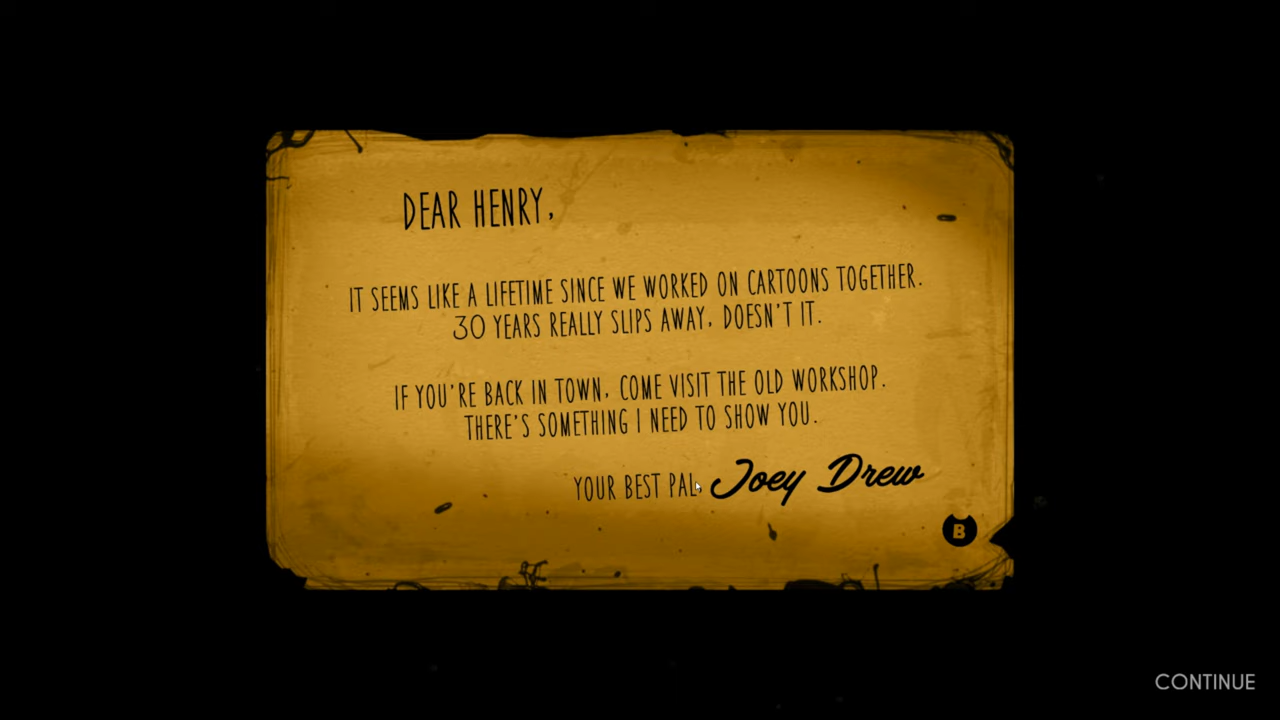 DEAR HENRY,
IT SEEMS LIKE A LIFETIME SINCE WE WORKED ON CARTOONS TOGETHER.
30 YEARS REALLY SLIPS AWAY, DOESN'T IT.
IF YOU'RE BACK IN TOWN, COME VISIT THE OLD WORKSHOP.
THERE'S SOMETHING I NEED TO SHOW YOU.
YOUR BEST PAL, Joey Drew
B
CONTINUE